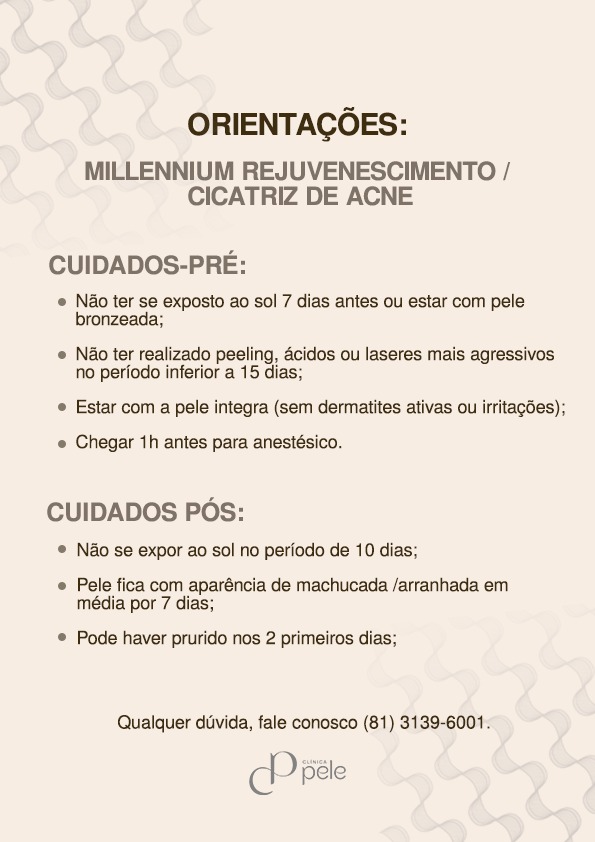 ORIENTAÇÕES:
MILLENNIUM REJUVENESCIMENTO /
CICATRIZ DE ACNE
CUIDADOS-PRÉ:
Não ter se exposto ao sol 7 dias antes ou estar com pele
bronzeada;
Não ter realizado peeling, ácidos ou laseres mais agressivos
no período inferior a 15 dias;
Estar com a pele integra (sem dermatites ativas ou irritações);
Chegar 1h antes para anestésico.
CUIDADOS PÓS:
Não se expor ao sol no período de 10 dias;
Pele fica com aparência de machucada /arranhada em
média por 7 dias;
Pode haver prurido nos 2 primeiros dias;
Qualquer dúvida, fale conosco (81) 3139-6001.
CLÍNICA
pele